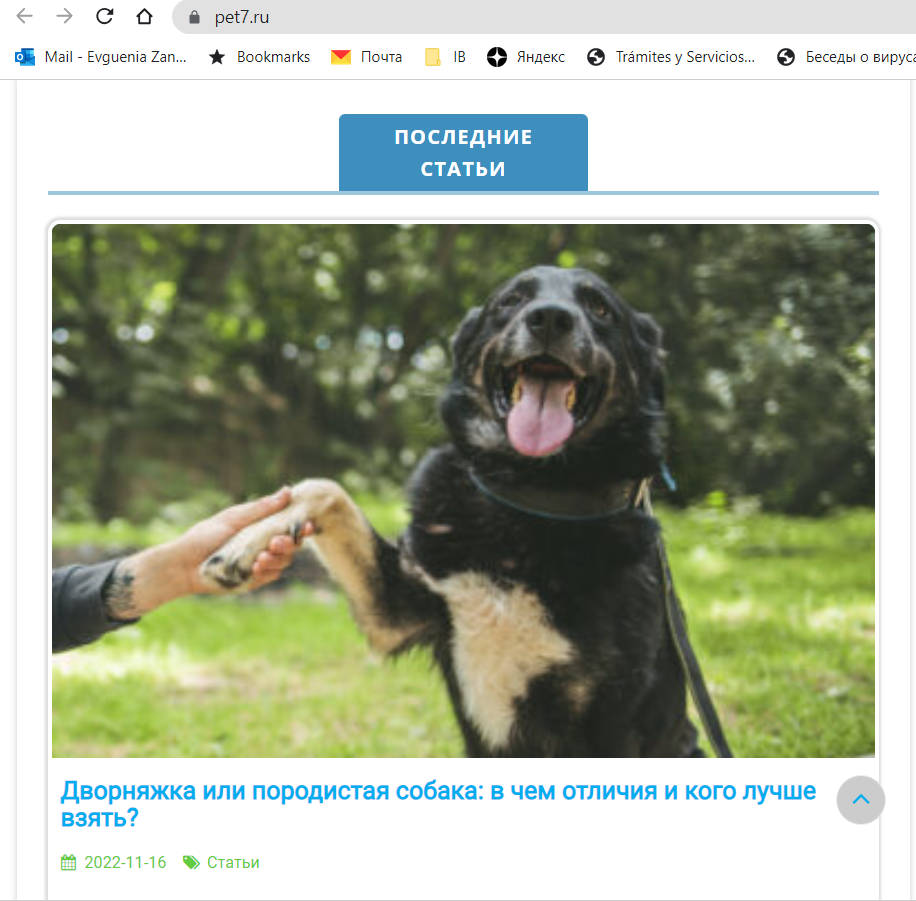 pet7.ru
Mail - Evguenia Zan... Bookmarks Почта IB Яндекс Trámites y Servicios... Беседы о вируса
ПОСЛЕДНИЕ
СТАТЬИ
Дворняжка или породистая собака: в чем отличия и кого лучше
взять?
2022-11-16 Статьи